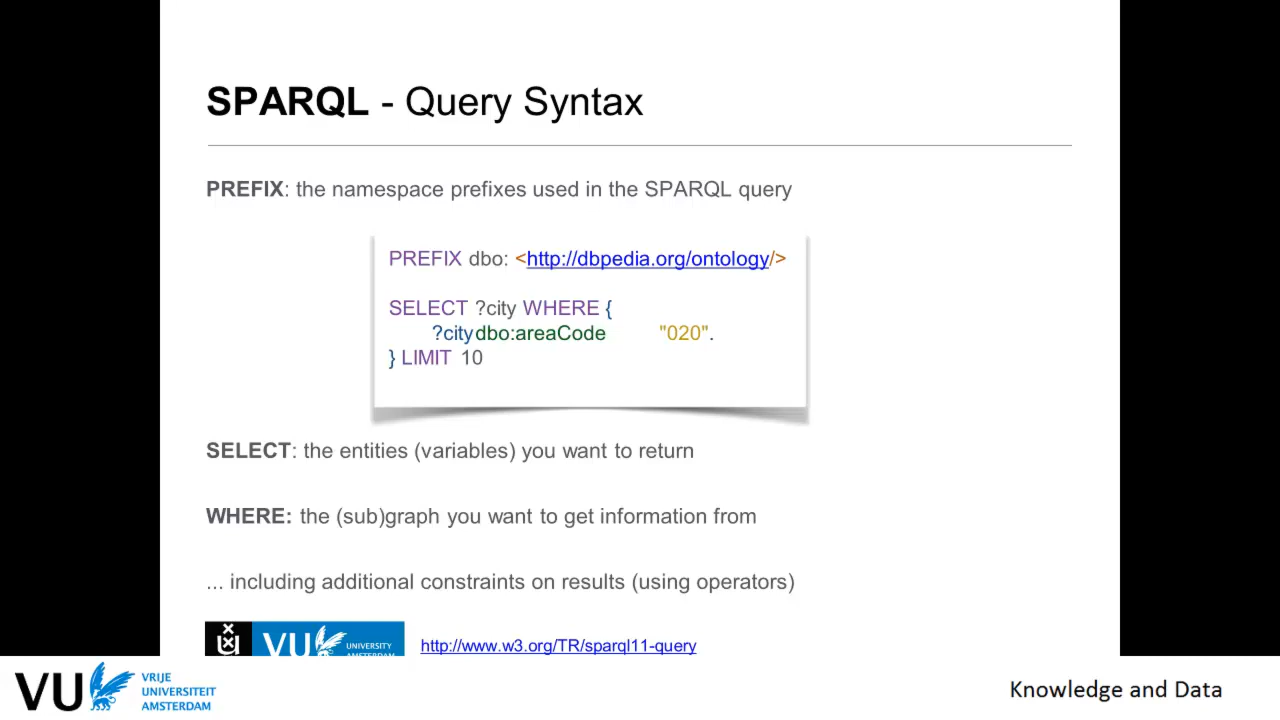 SPARQL - Query Syntax
PREFIX: the namespace prefixes used in the SPARQL query
PREFIX dbo: <http://dbpedia.org/ontology/>
SELECT ?city WHERE {
?city dbo:areaCode "020".
} LIMIT 10
SELECT: the entities (variables) you want to return
WHERE: the (sub)graph you want to get information from
... including additional constraints on results (using operators)
VU UNIVERSITY
AMSTERDAM
http://www.w3.org/TR/sparql11-query
VU VRIJE
UNIVERSITEIT
AMSTERDAM
Knowledge and Data